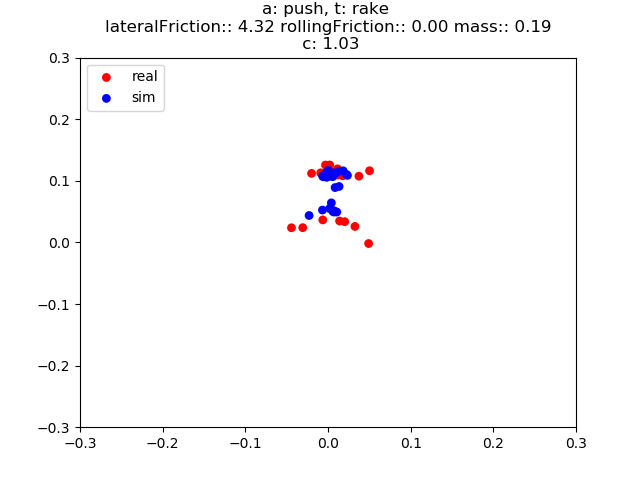 a: push, t: rake
lateralFriction:: 4.32 rollingFriction:: 0.00 mass:: 0.19
c: 1.03
real
sim
0.3
0.2
0.1
0.0
−0.1
−0.2
−0.3
−0.3 −0.2 −0.1 0.0 0.1 0.2 0.3